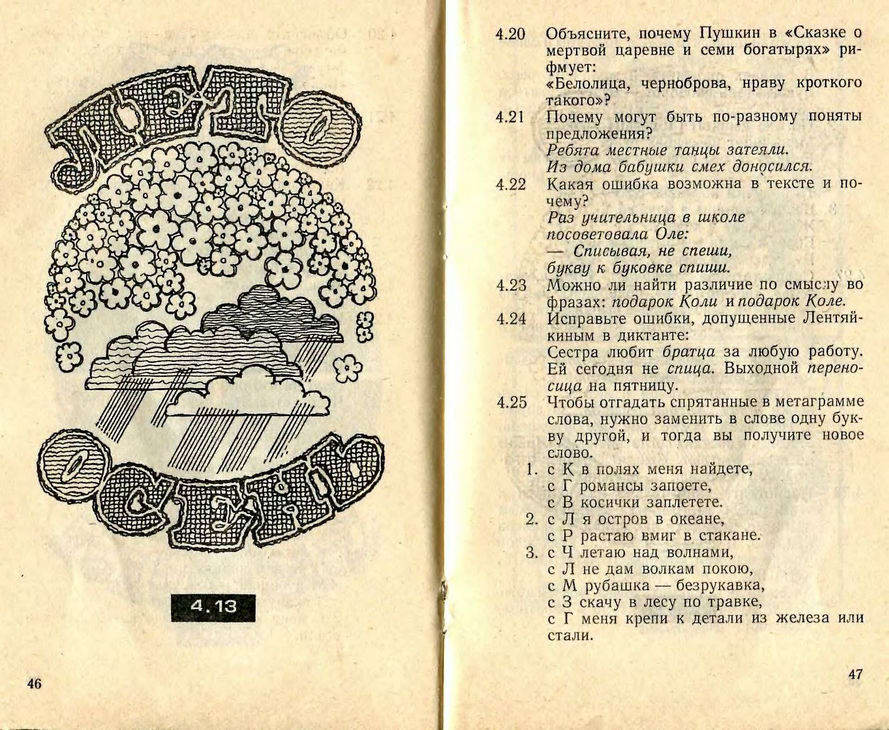 ЛЕТО
ОСЕНЬ
4.13
46
4.20 Объясните, почему Пушкин в «Сказке о
мертвой царевне и семи богатырях» ри-
фмует:
«Белолица, черноброва, нраву кроткого
такого»?
4.21 Почему могут быть по-разному поняты
предложения?
Ребята местные танцы затеяли.
Из дома бабушки смех доносился.
4.22 Какая ошибка возможна в тексте и по-
чему?
Раз учительница в школе
посоветовала Оле:
— Списывая, не спеши,
букву к буковке спиши.
4.23 Можно ли найти различие по смыслу во
фразах: подарок Коли и подарок Коле.
4.24 Исправьте ошибки, допущенные Лентяй-
киным в диктанте:
Сестра любит братца за любую работу.
Ей сегодня не спица. Выходной перено-
сица на пятницу.
4.25 Чтобы отгадать спрятанные в метаграмме
слова, нужно заменить в слове одну бук-
ву другой, и тогда вы получите новое
слово.
1. с К в полях меня найдете,
с Г романсы запоете,
с В косички заплетете.
2. с Л я остров в океане,
с Р растаю вмиг в стакане.
3. с Ч летаю над волнами,
с Л не дам волкам покою,
с М рубашка — безрукавка,
с З скачу в лесу по травке,
с Г меня крепи к детали из железа или
стали.
47